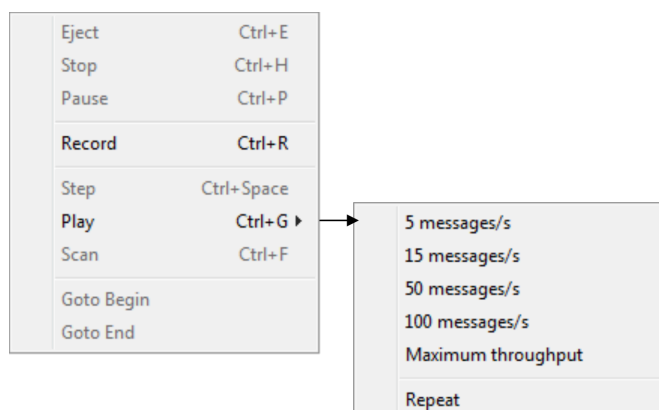 Eject Ctrl+E
Stop Ctrl+H
Pause Ctrl+P
Record Ctrl+R
Step Ctrl+Space
Play Ctrl+G
Scan Ctrl+F
Goto Begin
Goto End
5 messages/s
15 messages/s
50 messages/s
100 messages/s
Maximum throughput
Repeat